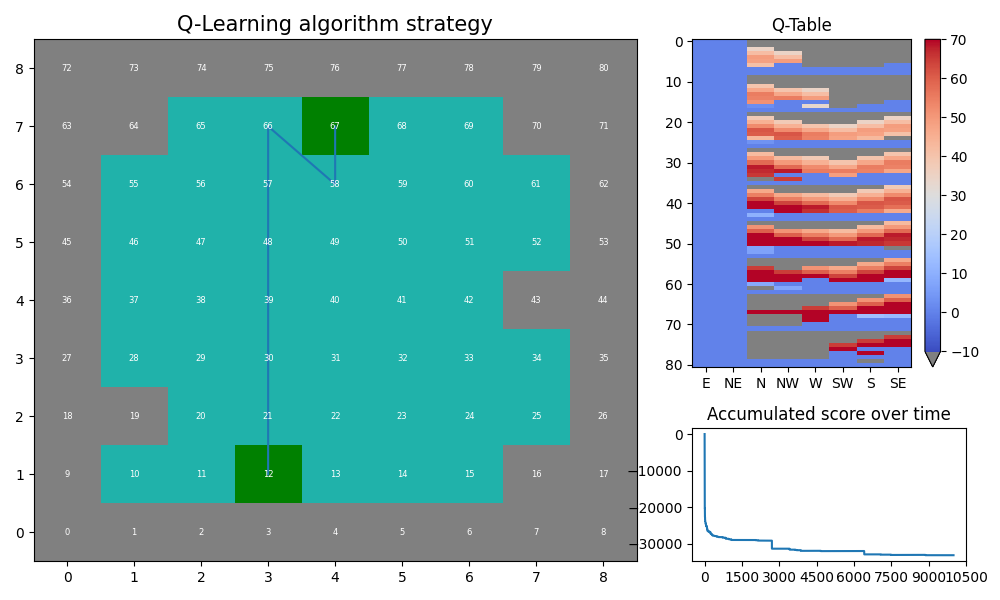 Q-Learning algorithm strategy
8 72 73 74 75 76 77 78 79 80
7 63 64 65 66 67 68 69 70 71
6 54 55 56 57 58 59 60 61 62
5 45 46 47 48 49 50 51 52 53
4 36 37 38 39 40 41 42 43 44
3 27 28 29 30 31 32 33 34 35
2 18 19 20 21 22 23 24 25 26
1 9 10 11 12 13 14 15 16 17
0 0 1 2 3 4 5 6 7 8
0 1 2 3 4 5 6 7 8
Q-Table
0
10
20
30
40
50
60
70
80
E NE N NW W SW S SE
70
60
50
40
30
20
10
0
−10
Accumulated score over time
0
−10000
−20000
−30000
0 1500 3000 4500 6000 7500 9000 10500